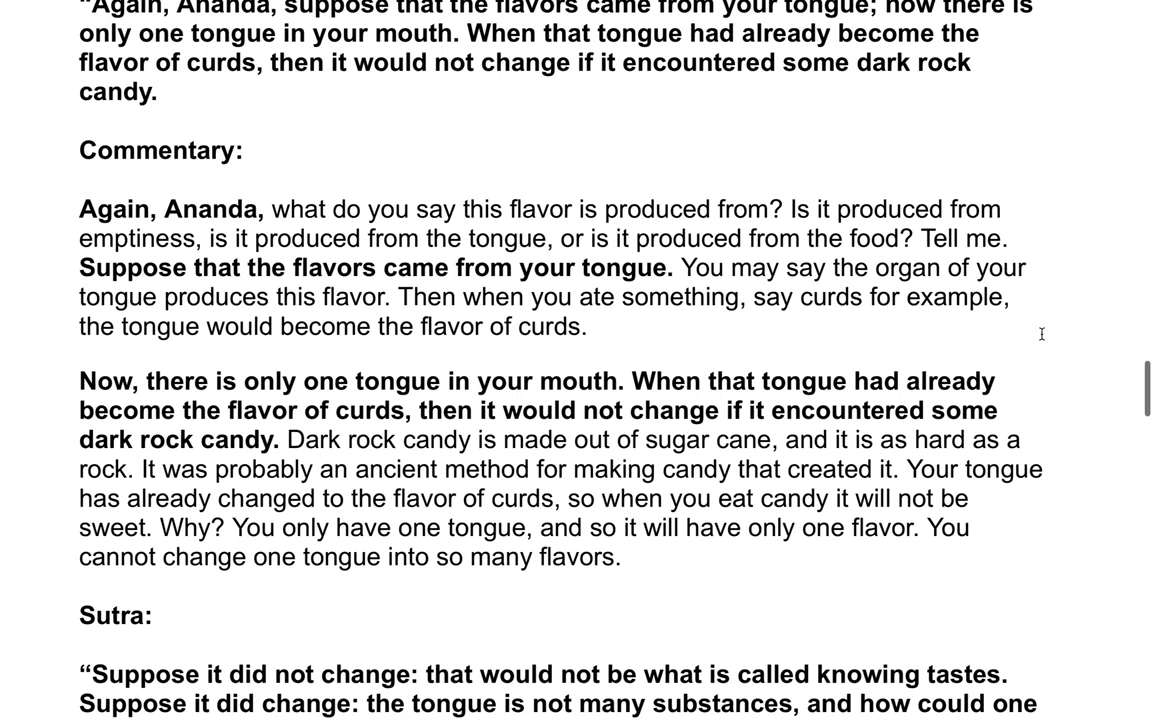 “Again, Ananda, suppose that the flavors came from your tongue; now there is
only one tongue in your mouth. When that tongue had already become the
flavor of curds, then it would not change if it encountered some dark rock
candy.
Commentary:
Again, Ananda, what do you say this flavor is produced from? Is it produced from
emptiness, is it produced from the tongue, or is it produced from the food? Tell me.
Suppose that the flavors came from your tongue. You may say the organ of your
tongue produces this flavor. Then when you ate something, say curds for example,
the tongue would become the flavor of curds.
Now, there is only one tongue in your mouth. When that tongue had already
become the flavor of curds, then it would not change if it encountered some
dark rock candy. Dark rock candy is made out of sugar cane, and it is as hard as a
rock. It was probably an ancient method for making candy that created it. Your tongue
has already changed to the flavor of curds, so when you eat candy it will not be
sweet. Why? You only have one tongue, and so it will have only one flavor. You
cannot change one tongue into so many flavors.
Sutra:
“Suppose it did not change: that would not be what is called knowing tastes.
Suppose it did change: the tongue is not many substances, and how could one